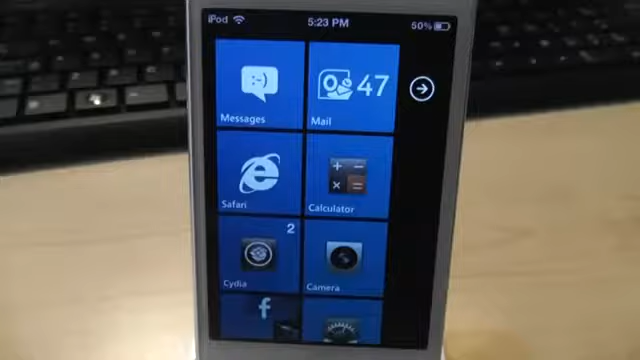 iPod 5:23 PM 50%
:-) 47
Messages Mail
Safari Calculator
2
Cydia Camera
f